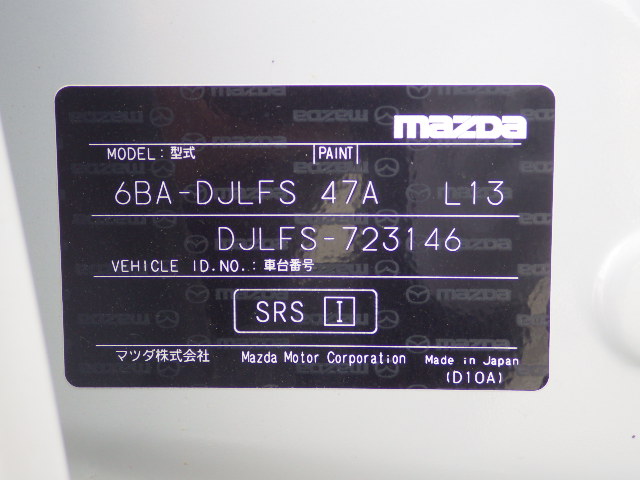 mazda
MODEL: 型式 PAINT
6BA-DJLFS 47A L13
DJLFS-723146
VEHICLE ID.NO.: 車台番号
SRS I
マツダ株式会社 Mazda Motor Corporation Made in Japan
(D10A)